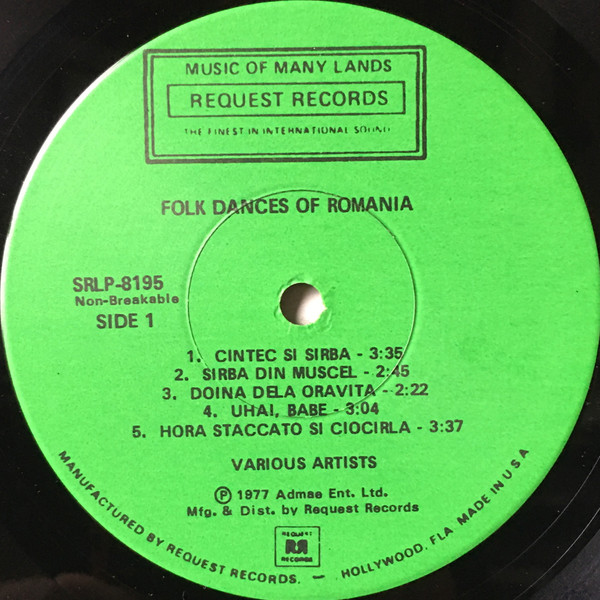 MUSIC OF MANY LANDS
REQUEST RECORDS
THE FINEST IN INTERNATIONAL SOUND
FOLK DANCES OF ROMANIA
SRLP-8195
Non-Breakable
SIDE 1
1. CINTEC SI SIRBA - 3:35
2. SIRBA DIN MUSCEL - 2:45
3. DOINA DELA ORAVITA - 2:22
4. UHAI, BABE - 3:04
5. HORA STACCATO SI CIOCIRLA - 3:37
VARIOUS ARTISTS
Ⓟ 1977 Admae Ent. Ltd.
Mfg. & Dist. by Request Records
REQUEST
RR
RECORDS
MANUFACTURED BY REQUEST RECORDS. — HOLLYWOOD, FLA MADE IN U S A